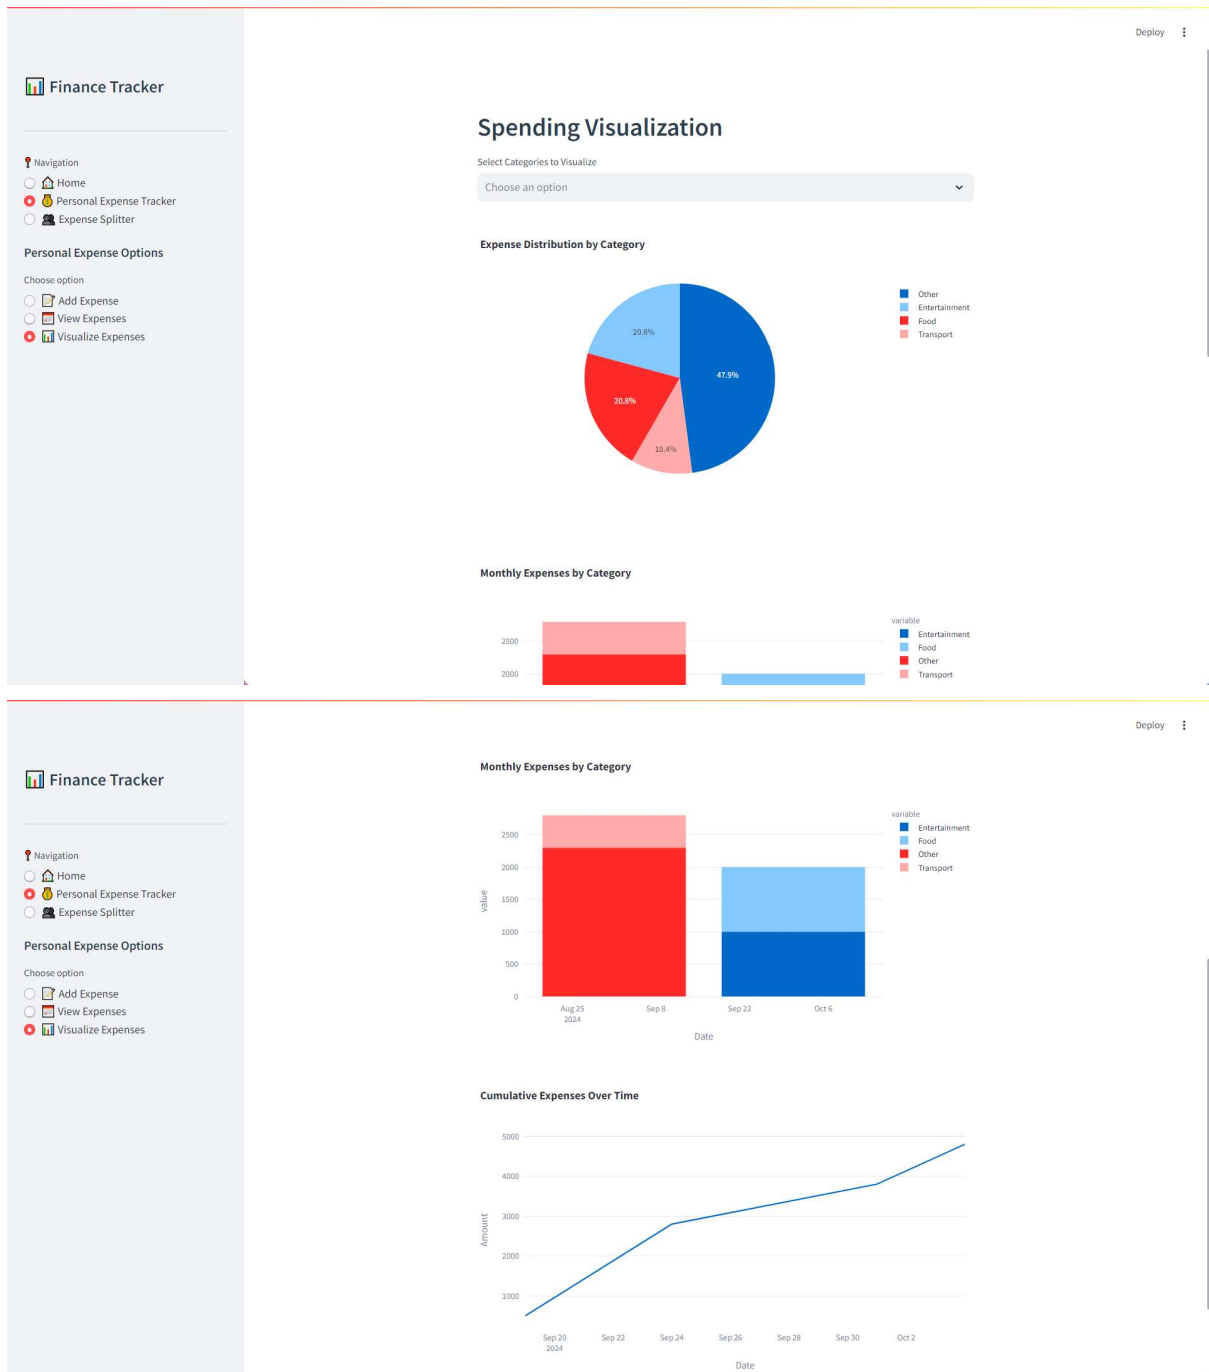 Deploy
Finance Tracker
Navigation
Home
Personal Expense Tracker
Expense Splitter
Personal Expense Options
Choose option
Add Expense
View Expenses
Visualize Expenses
Spending Visualization
Select Categories to Visualize
Choose an option
Expense Distribution by Category
20.8%
47.9%
20.8%
10.4%
Other
Entertainment
Food
Transport
Monthly Expenses by Category
2500
2000
variable
Entertainment
Food
Other
Transport
Deploy
Finance Tracker
Navigation
Home
Personal Expense Tracker
Expense Splitter
Personal Expense Options
Choose option
Add Expense
View Expenses
Visualize Expenses
Monthly Expenses by Category
value
2500
2000
1500
1000
500
0
Aug 25
2024
Sep 8
Sep 22
Oct 6
Date
variable
Entertainment
Food
Other
Transport
Cumulative Expenses Over Time
Amount
5000
4000
3000
2000
1000
Sep 20
2024
Sep 22
Sep 24
Sep 26
Sep 28
Sep 30
Oct 2
Date